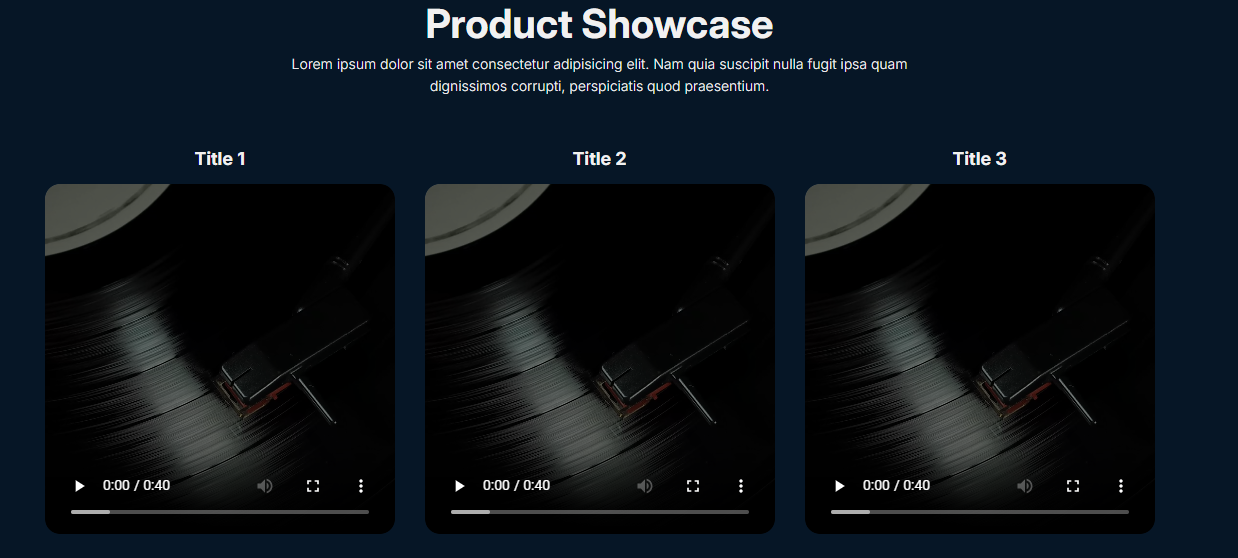 Product Showcase
Lorem ipsum dolor sit amet consectetur adipisicing elit. Nam quia suscipit nulla fugit ipsa quam
dignissimos corrupti, perspiciatis quod praesentium.
Title 1
Title 2
Title 3
0:00 / 0:40
0:00 / 0:40
0:00 / 0:40